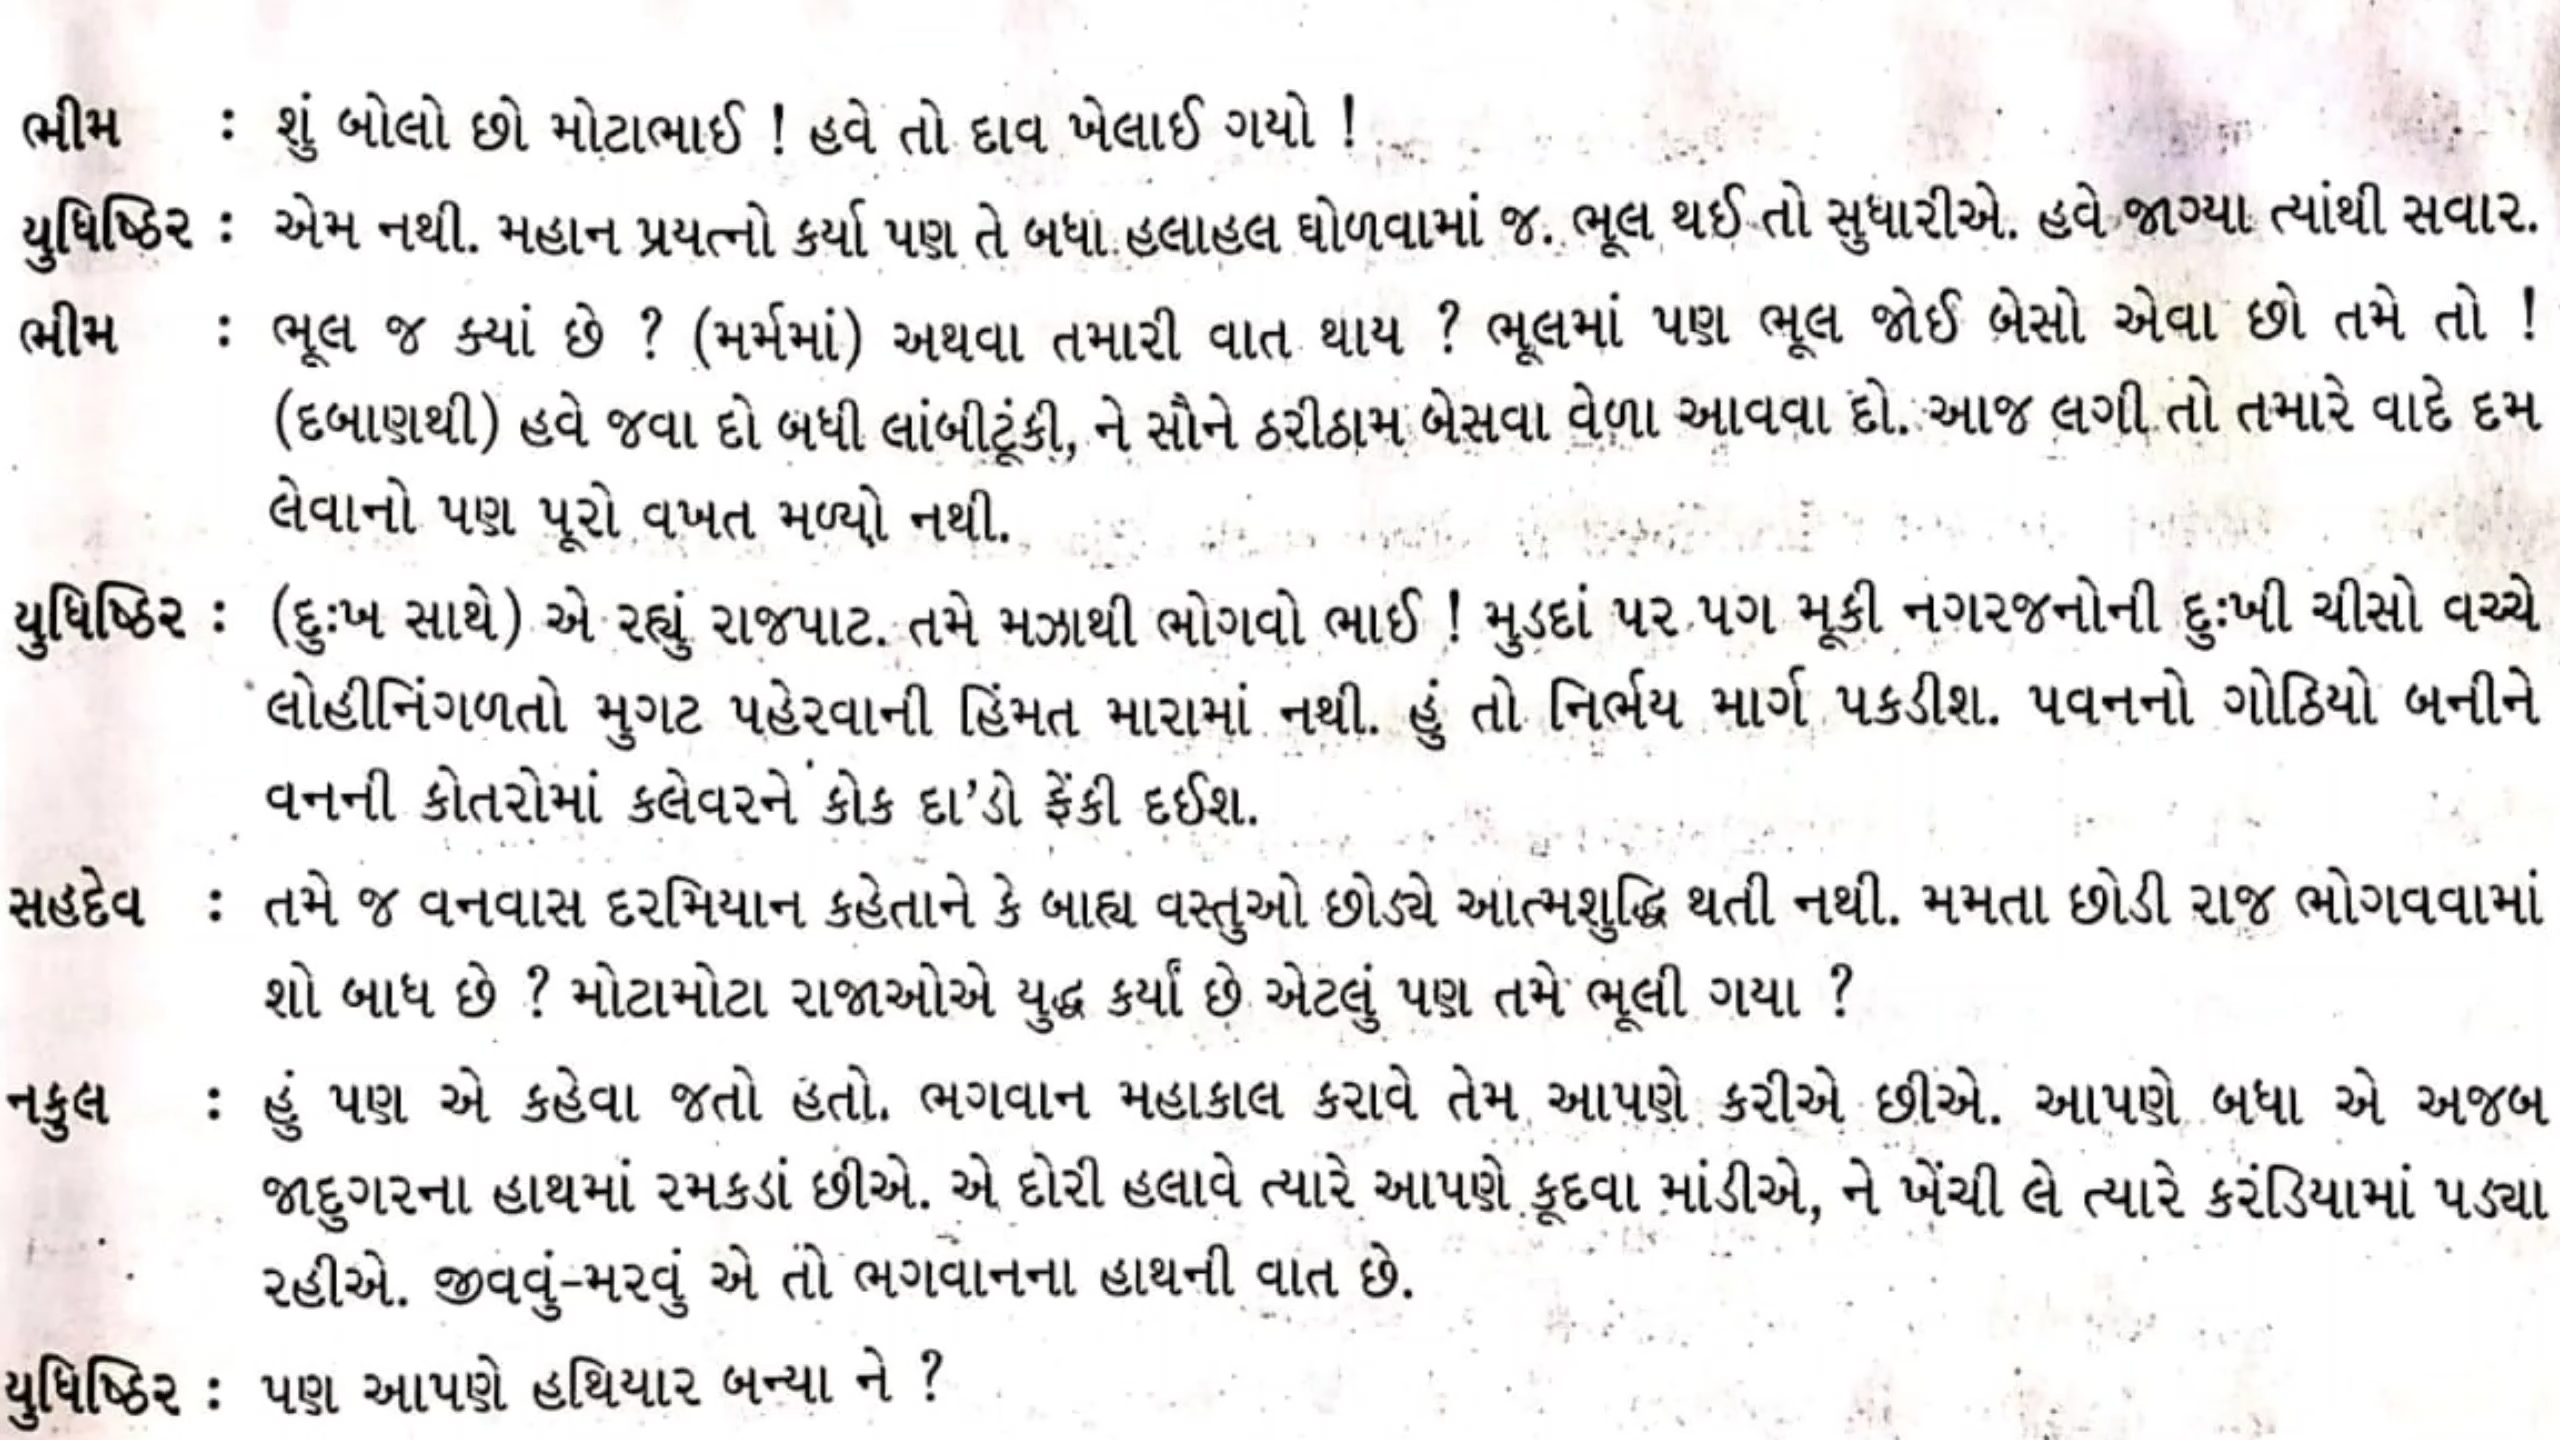 ભીમ : શું બોલો છો મોટાભાઈ ! હવે તો દાવ ખેલાઈ ગયો !
યુધિષ્ઠિર : એમ નથી. મહાન પ્રયત્નો કર્યા પણ તે બધા હલાહલ ઘોળવામાં જ. ભૂલ થઈ તો સુધારીએ. હવે જાગ્યા ત્યાંથી સવાર.
ભીમ : ભૂલ જ ક્યાં છે ? (મર્મમાં) અથવા તમારી વાત થાય ? ભૂલમાં પણ ભૂલ જોઈ બેસો એવા છો તમે તો !
(દબાણથી) હવે જવા દો બધી લાંબીટૂંકી, ને સૌને ઠરીઠામ બેસવા વેળા આવવા દો. આજ લગી તો તમારે વાદે દમ
લેવાનો પણ પૂરો વખત મળ્યો નથી.
યુધિષ્ઠિર : (દુઃખ સાથે) એ રહ્યું રાજપાટ. તમે મઝાથી ભોગવો ભાઈ ! મુડદાં પર પગ મૂકી નગરજનોની દુઃખી ચીસો વચ્ચે
લોહીનિંગળતો મુગટ પહેરવાની હિંમત મારામાં નથી. હું તો નિર્ભય માર્ગ પકડીશ. પવનનો ગોઠિયો બનીને
વનની કોતરોમાં કલેવરને કોક દા’ડો ફેંકી દઈશ.
સહદેવ : તમે જ વનવાસ દરમિયાન કહેતાને કે બાહ્ય વસ્તુઓ છોડ્યે આત્મશુદ્ધિ થતી નથી. મમતા છોડી રાજ ભોગવવામાં
શો બાધ છે ? મોટામોટા રાજાઓએ યુદ્ધ કર્યાં છે એટલું પણ તમે ભૂલી ગયા ?
નકુલ : હું પણ એ કહેવા જતો હતો. ભગવાન મહાકાલ કરાવે તેમ આપણે કરીએ છીએ. આપણે બધા એ અજબ
જાદુગરના હાથમાં રમકડાં છીએ. એ દોરી હલાવે ત્યારે આપણે કૂદવા માંડીએ, ને ખેંચી લે ત્યારે કરંડિયામાં પડ્યા
રહીએ. જીવવું-મરવું એ તો ભગવાનના હાથની વાત છે.
યુધિષ્ઠિર : પણ આપણે હથિયાર બન્યા ને ?